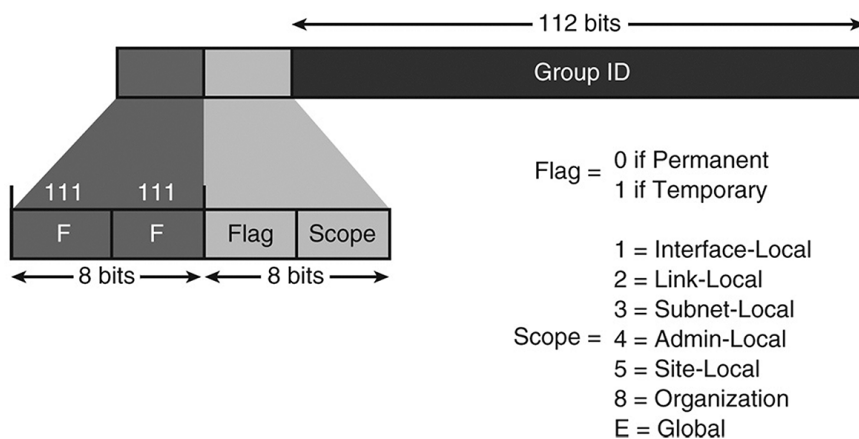 112 bits
Group ID
111 111
F F Flag Scope
8 bits 8 bits
Flag = 0 if Permanent
1 if Temporary
Scope = 1 = Interface-Local
2 = Link-Local
3 = Subnet-Local
4 = Admin-Local
5 = Site-Local
8 = Organization
E = Global